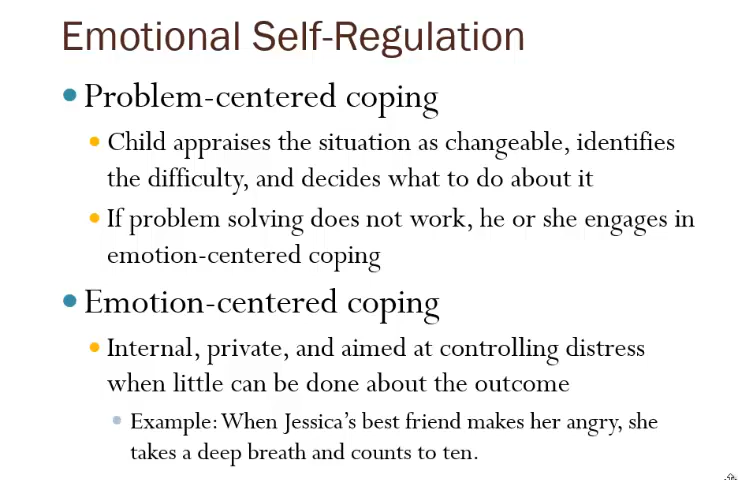 Emotional Self-Regulation
Problem-centered coping
Child appraises the situation as changeable, identifies
the difficulty, and decides what to do about it
If problem solving does not work, he or she engages in
emotion-centered coping
Emotion-centered coping
Internal, private, and aimed at controlling distress
when little can be done about the outcome
Example: When Jessica's best friend makes her angry, she
takes a deep breath and counts to ten.